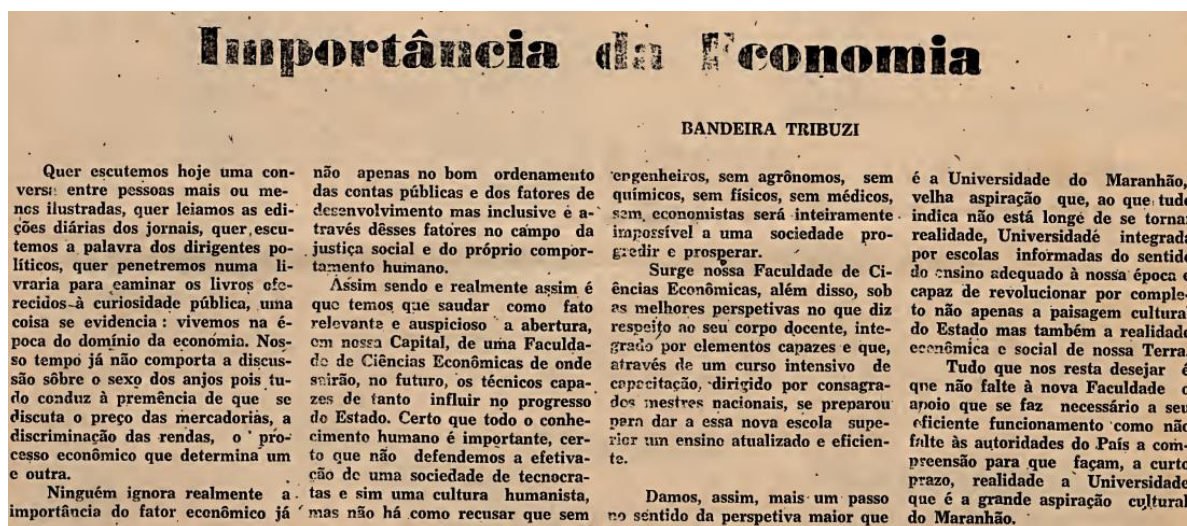 Importância da Economia
BANDEIRA TRIBUZI
Quer escutemos hoje uma con-
versa entre pessoas mais ou me-
nos ilustradas, quer leiamos as edi-
ções diárias dos jornais, quer escu-
temos a palavra dos dirigentes po-
líticos, quer penetremos numa li-
vraria para eaminar os livros ofe-
recidos à curiosidade pública, uma
coisa se evidencia: vivemos na é-
poca do domínio da economia. Nos-
so tempo já não comporta a discus-
são sôbre o sexo dos anjos pois tu-
do conduz à premência de que se
discuta o preço das mercadorias, a
discriminação das rendas, o pro-
cesso econômico que determina um
e outra.
Ninguém ignora realmente a
importância do fator econômico já
não apenas no bom ordenamento
das contas públicas e dos fatores de
desenvolvimento mas inclusive e a-
través dêsses fatores no campo da
justiça social e do próprio compor-
tamento humano.
Assim sendo e realmente assim é
que temos que saudar como fato
relevante e auspicioso a abertura,
em nossa Capital, de uma Faculda-
de de Ciências Econômicas de onde
sairão, no futuro, os técnicos capa-
zes de tanto influir no progresso
do Estado. Certo que todo o conhe-
cimento humano é importante, cer-
to que não defendemos a efetiva-
ção de uma sociedade de tecnocra-
tas e sim uma cultura humanista,
mas não há como recusar que sem
engenheiros, sem agrônomos, sem
químicos, sem físicos, sem médicos,
sem economistas será inteiramente
impossível a uma sociedade pro-
gredir e prosperar.
Surge nossa Faculdade de Ci-
ências Econômicas, além disso, sob
as melhores perspetivas no que diz
respeito ao seu corpo docente, inte-
grado por elementos capazes e que,
através de um curso intensivo de
capacitação, dirigido por consagra-
dos mestres nacionais, se preparou
para dar a essa nova escola supe-
rior um ensino atualizado e eficien-
te.
Damos, assim, mais um passo
no sentido da perspetiva maior que
é a Universidade do Maranhão,
velha aspiração que, ao que tudo
indica não está longe de se tornar
realidade, Universidade integrada
por escolas informadas do sentido
do ensino adequado à nossa época e
capaz de revolucionar por comple-
to não apenas a paisagem cultural
do Estado mas também a realidade
econômica e social de nossa Terra.
Tudo que nos resta desejar é
que não falte à nova Faculdade o
apoio que se faz necessário a seu
eficiente funcionamento como não
falte às autoridades do País a com-
preensão para que façam, a curto
prazo, realidade a Universidade
que é a grande aspiração cultural
do Maranhão.